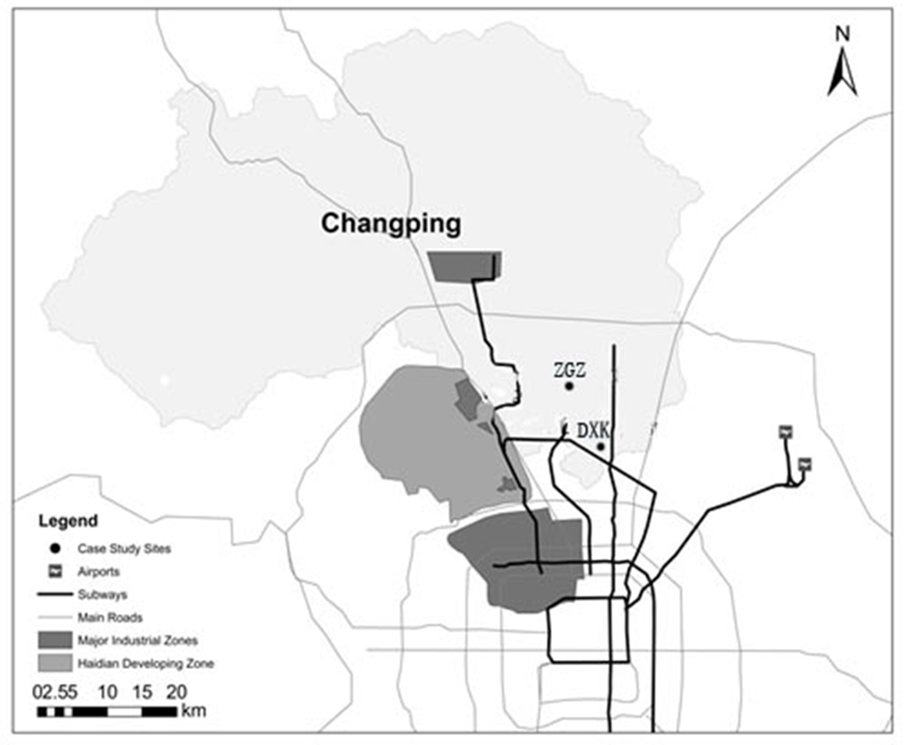 N
Changping
ZGZ
DXK
Legend
Case Study Sites
Airports
Subways
Main Roads
Major Industrial Zones
Haidian Developing Zone
02.55 10 15 20
km